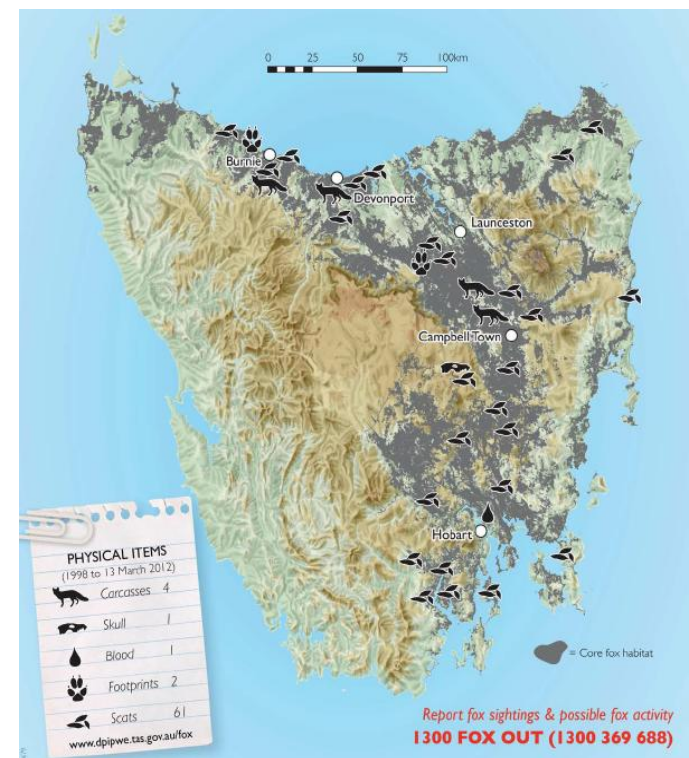 0 25 50 75 100km
Burnie
Devonport
Launceston
Campbell Town
Hobart
PHYSICAL ITEMS
(1998 to 13 March 2012)
Carcasses 4
Skull 1
Blood 1
Footprints 2
Scats 61
www.dpipwe.tas.gov.au/fox
= Core fox habitat
Report fox sightings & possible fox activity
1300 FOX OUT (1300 369 688)